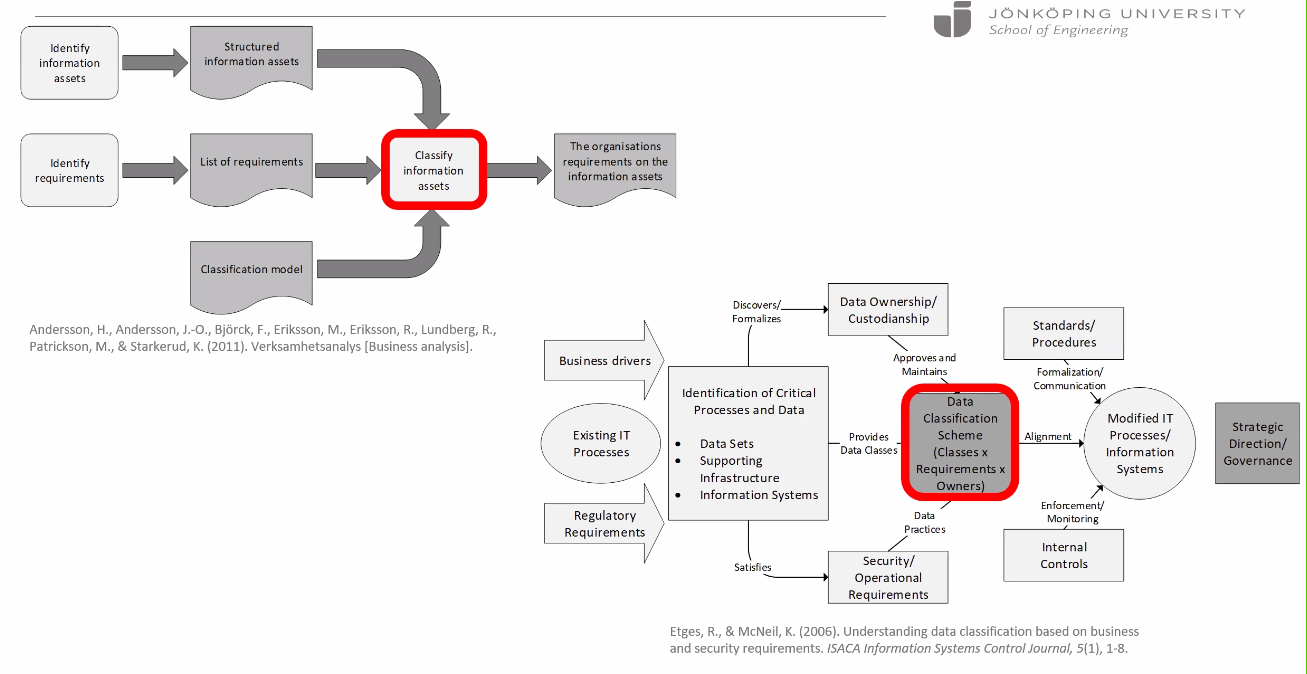 JÖNKÖPING UNIVERSITY
School of Engineering
Identify
information
assets
Structured
information assets
Identify
requirements
List of requirements
Classify
information
assets
The organisations
requirements on the
information assets
Classification model
Andersson, H., Andersson, J.-O., Björck, F., Eriksson, M., Eriksson, R., Lundberg, R.,
Patrickson, M., & Starkerud, K. (2011). Verksamhetsanalys [Business analysis].
Business drivers
Existing IT
Processes
Regulatory
Requirements
Identification of Critical
Processes and Data
• Data Sets
• Supporting
Infrastructure
• Information Systems
Discovers/
Formalizes
Data Ownership/
Custodianship
Approves and
Maintains
Provides
Data Classes
Data
Classification
Scheme
(Classes x
Requirements x
Owners)
Data
Practices
Satisfies
Security/
Operational
Requirements
Standards/
Procedures
Formalization/
Communication
Alignment
Modified IT
Processes/
Information
Systems
Enforcement/
Monitoring
Internal
Controls
Strategic
Direction/
Governance
Etges, R., & McNeil, K. (2006). Understanding data classification based on business
and security requirements. ISACA Information Systems Control Journal, 5(1), 1-8.